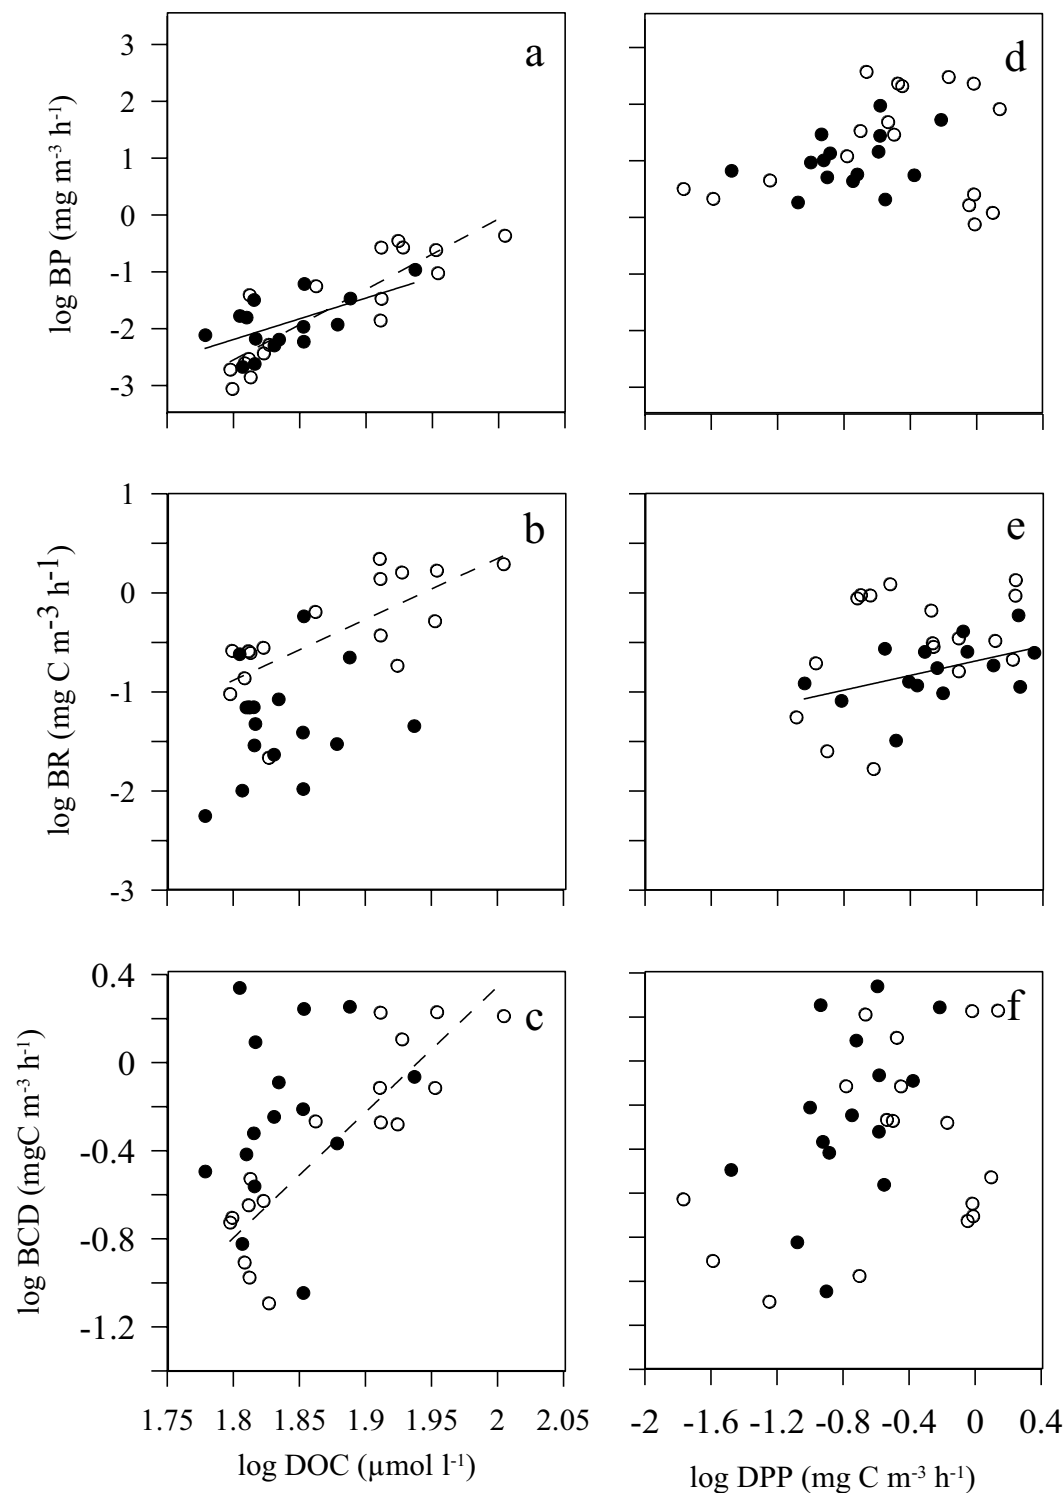 a
d
3
2
1
0
-1
-2
-3
log BP (mg m-3 h-1)
b
e
1
0
-1
-2
-3
log BR (mg C m-3 h-1)
c
f
0.4
0
-0.4
-0.8
-1.2
log BCD (mgC m-3 h-1)
1.75 1.8 1.85 1.9 1.95 2 2.05
-2 -1.6 -1.2 -0.8 -0.4 0 0.4
log DOC (µmol l-1)
log DPP (mg C m-3 h-1)